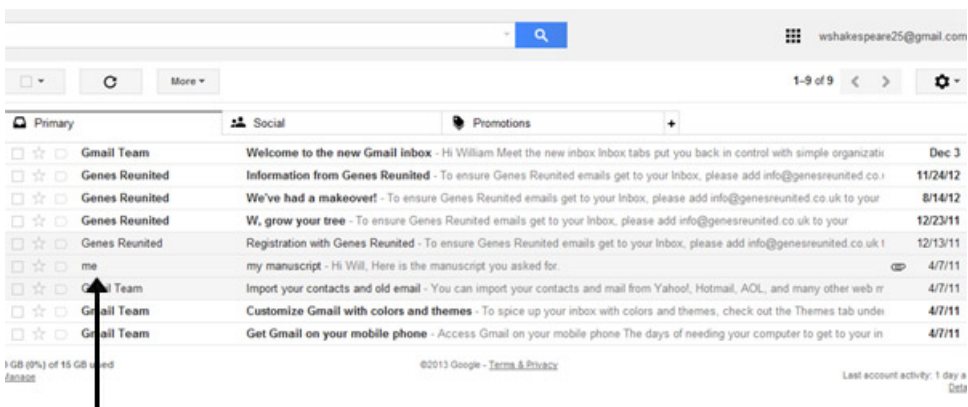 wshakespeare25@gmail.com
More 1–9 of 9
Primary Social Promotions +
Gmail Team Welcome to the new Gmail inbox - Hi William Meet the new inbox Inbox tabs put you back in control with simple organizatio Dec 3
Genes Reunited Information from Genes Reunited - To ensure Genes Reunited emails get to your Inbox, please add info@genesreunited.co. 11/24/12
Genes Reunited We've had a makeover! - To ensure Genes Reunited emails get to your Inbox, please add info@genesreunited.co.uk to your 8/14/12
Genes Reunited W, grow your tree - To ensure Genes Reunited emails get to your Inbox, please add info@genesreunited.co.uk to your 12/23/11
Genes Reunited Registration with Genes Reunited - To ensure Genes Reunited emails get to your Inbox, please add info@genesreunited.co.uk t 12/13/11
me my manuscript - Hi Will, Here is the manuscript you asked for. 4/7/11
Gmail Team Import your contacts and old email - You can import your contacts and mail from Yahoo!, Hotmail, AOL, and many other web m 4/7/11
Gmail Team Customize Gmail with colors and themes - To spice up your inbox with colors and themes, check out the Themes tab under 4/7/11
Gmail Team Get Gmail on your mobile phone - Access Gmail on your mobile phone The days of needing your computer to get to your in 4/7/11
GB (0%) of 15 GB used ©2013 Google - Terms & Privacy
Manage Last account activity: 1 day a
Deta